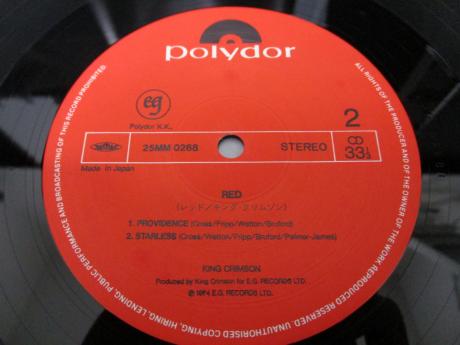 polydor
eg
Polydor K.K.,
2
25MM 0268
STEREO
CD
33⅓
Made in Japan
RED
(レッド/キング・クリムゾン)
1. PROVIDENCE (Cross/Fripp/Wetton/Bruford)
2. STARLESS (Cross/Wetton/Fripp/Bruford/Palmer-James)
KING CRIMSON
Produced by King Crimson for E.G. RECORDS LTD.
℗ 1974 E.G. RECORDS LTD.
ALL RIGHTS OF THE PRODUCER AND OF THE OWNER OF THE WORK REPRODUCED RESERVED. UNAUTHORISED COPYING, HIRING, LENDING, PUBLIC PERFORMANCE AND BROADCASTING OF THIS RECORD PROHIBITED.